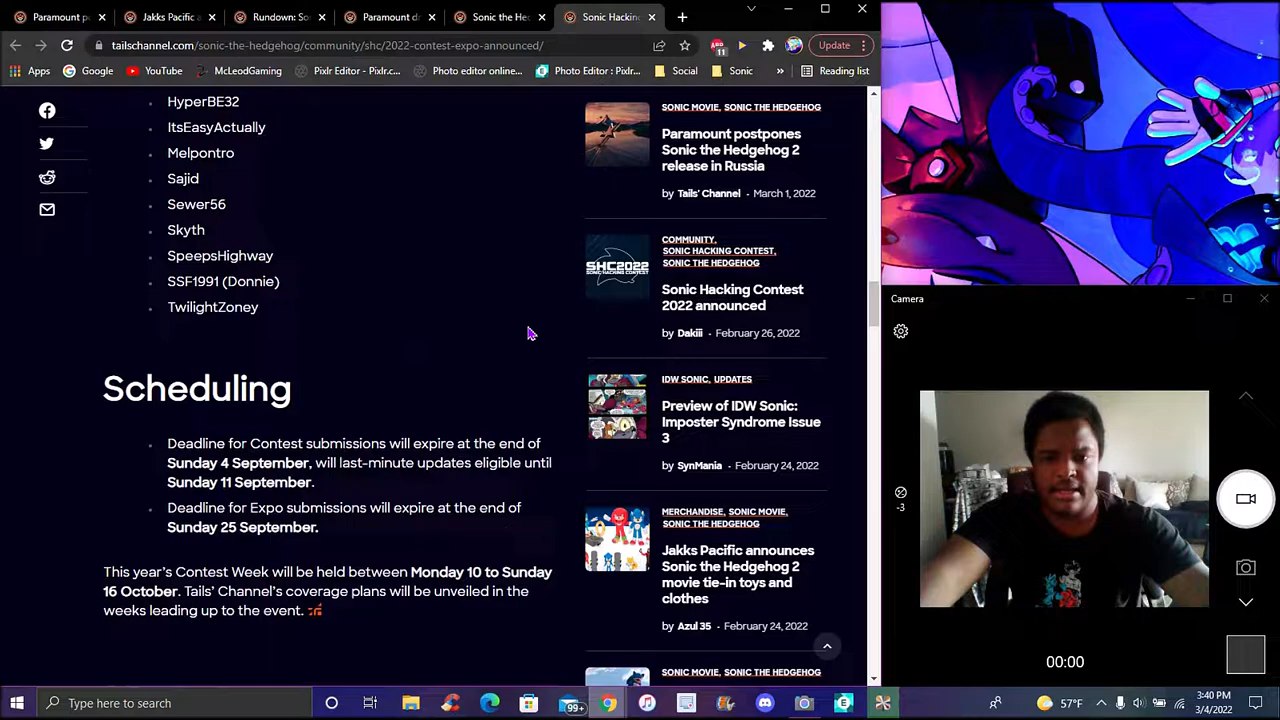 Paramount p
Jakks Pacific a
Rundown: So
Paramount d
Sonic the He
Sonic Hackin
tailschannel.com/sonic-the-hedgehog/community/shc/2022-contest-expo-announced/
11
Update
Apps
Google
YouTube
McLeodGaming
Pixlr Editor - Pixlr.c...
Photo editor online...
Photo Editor : Pixlr...
Social
Sonic
»
Reading list
HyperBE32
ItsEasyActually
Melpontro
Sajid
Sewer56
Skyth
SpeepsHighway
SSF1991 (Donnie)
TwilightZoney
Scheduling
Deadline for Contest submissions will expire at the end of
Sunday 4 September, will last-minute updates eligible until
Sunday 11 September.
Deadline for Expo submissions will expire at the end of
Sunday 25 September.
This year's Contest Week will be held between Monday 10 to Sunday
16 October. Tails' Channel's coverage plans will be unveiled in the
weeks leading up to the event.
SONIC MOVIE, SONIC THE HEDGEHOG
Paramount postpones
Sonic the Hedgehog 2
release in Russia
by Tails' Channel • March 1, 2022
SHC2022
SONIC HACKING CONTEST
COMMUNITY,
SONIC HACKING CONTEST,
SONIC THE HEDGEHOG
Sonic Hacking Contest
2022 announced
by Dakiii • February 26, 2022
IDW SONIC, UPDATES
Preview of IDW Sonic:
Imposter Syndrome Issue
3
by SynMania • February 24, 2022
MERCHANDISE, SONIC MOVIE,
SONIC THE HEDGEHOG
Jakks Pacific announces
Sonic the Hedgehog 2
movie tie-in toys and
clothes
by Azul 35 • February 24, 2022
SONIC MOVIE, SONIC THE HEDGEHOG
Camera
-3
00:00
Type here to search
99+
57°F
3:40 PM
3/4/2022